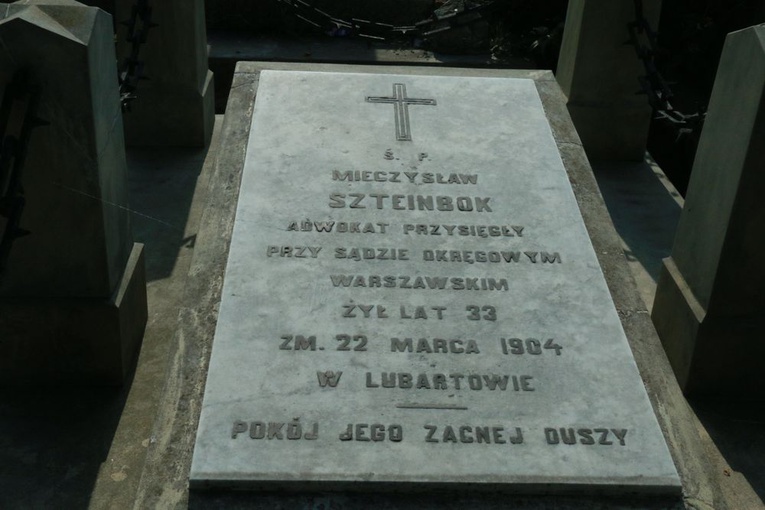 Ś. P.
MIECZYSŁAW
SZTEINBOK
ADWOKAT PRZYSIĘGŁY
PRZY SĄDZIE OKRĘGOWYM
WARSZAWSKIM
ŻYŁ LAT 33
ZM. 22 MARCA 1904
W LUBARTOWIE
POKÓJ JEGO ZACNEJ DUSZY